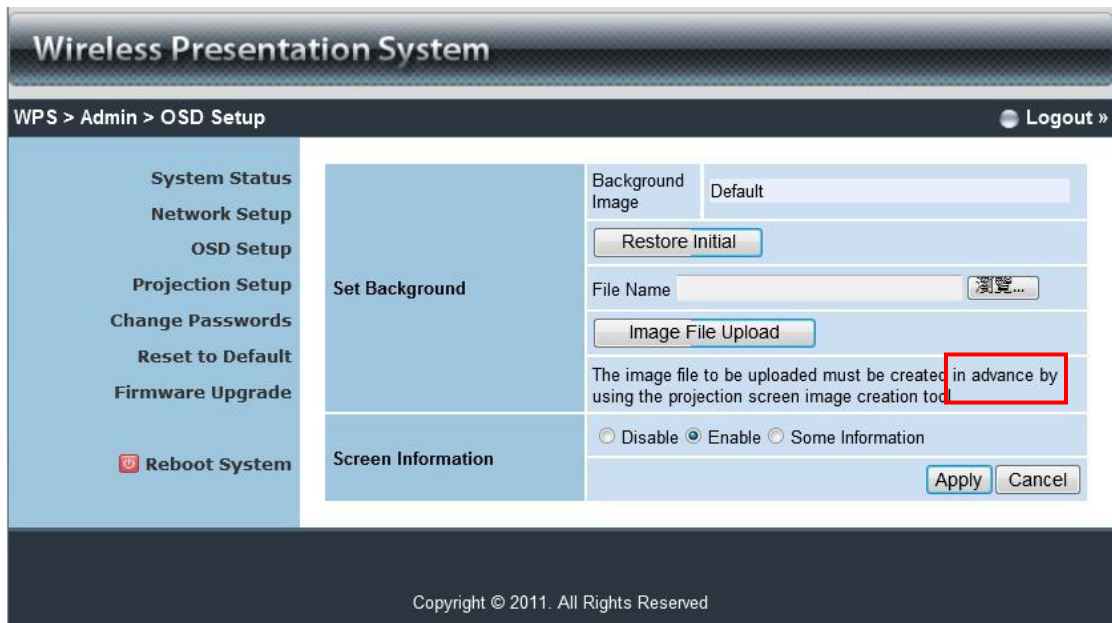 Wireless Presentation System
WPS > Admin > OSD Setup
Logout »
System Status
Network Setup
OSD Setup
Projection Setup
Change Passwords
Reset to Default
Firmware Upgrade
Reboot System
Set Background
Background
Image
Default
Restore Initial
File Name
瀏覽...
Image File Upload
The image file to be uploaded must be created in advance by
using the projection screen image creation tool
Screen Information
Disable Enable Some Information
Apply Cancel
Copyright © 2011. All Rights Reserved